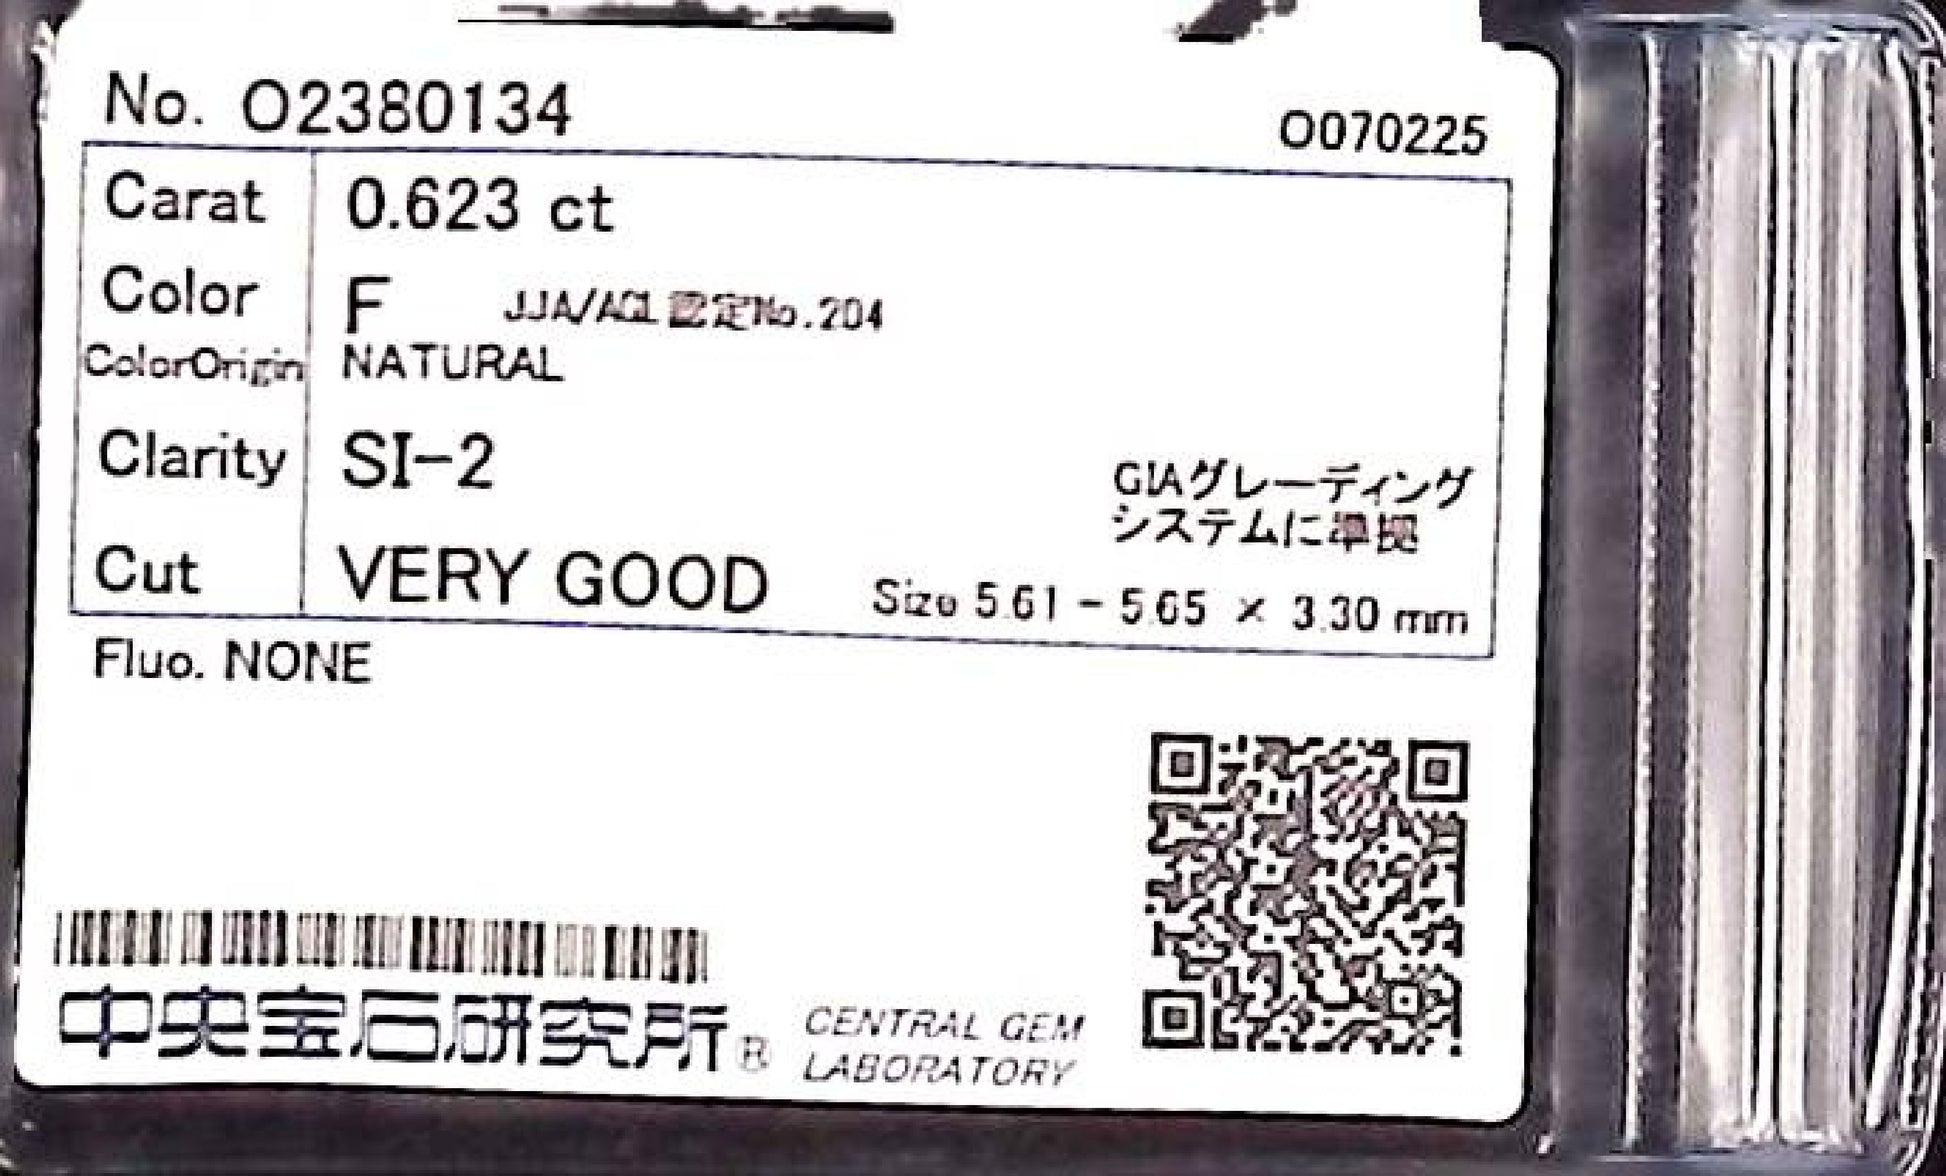 No. O2380134
O070225
Carat 0.623 ct
Color F JJA/AGL 認定No.204
ColorOrigin NATURAL
Clarity SI-2
GIAグレーディング
システムに準拠
Cut VERY GOOD Size 5.61 - 5.65 × 3.30 mm
Fluo. NONE
中央宝石研究所® CENTRAL GEM
LABORATORY